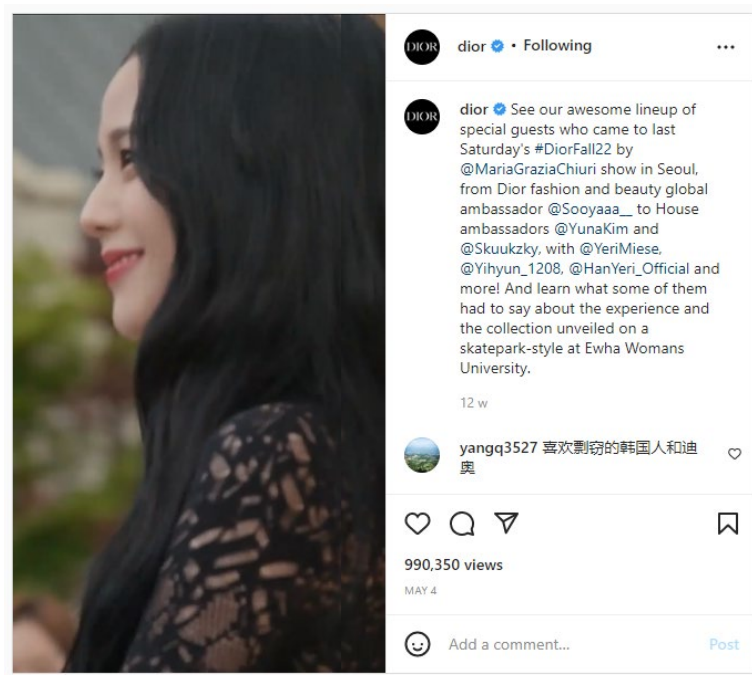 DIOR
dior • Following
DIOR
dior See our awesome lineup of
special guests who came to last
Saturday's #DiorFall22 by
@MariaGraziaChiuri show in Seoul,
from Dior fashion and beauty global
ambassador @Sooyaaa__ to House
ambassadors @YunaKim and
@Skuukzky, with @YeriMiese,
@Yihyun_1208, @HanYeri_Official and
more! And learn what some of them
had to say about the experience and
the collection unveiled on a
skatepark-style at Ewha Womans
University.
12 w
yangq3527 喜欢剽窃的韩国人和迪
奥
990,350 views
MAY 4
Add a comment...
Post